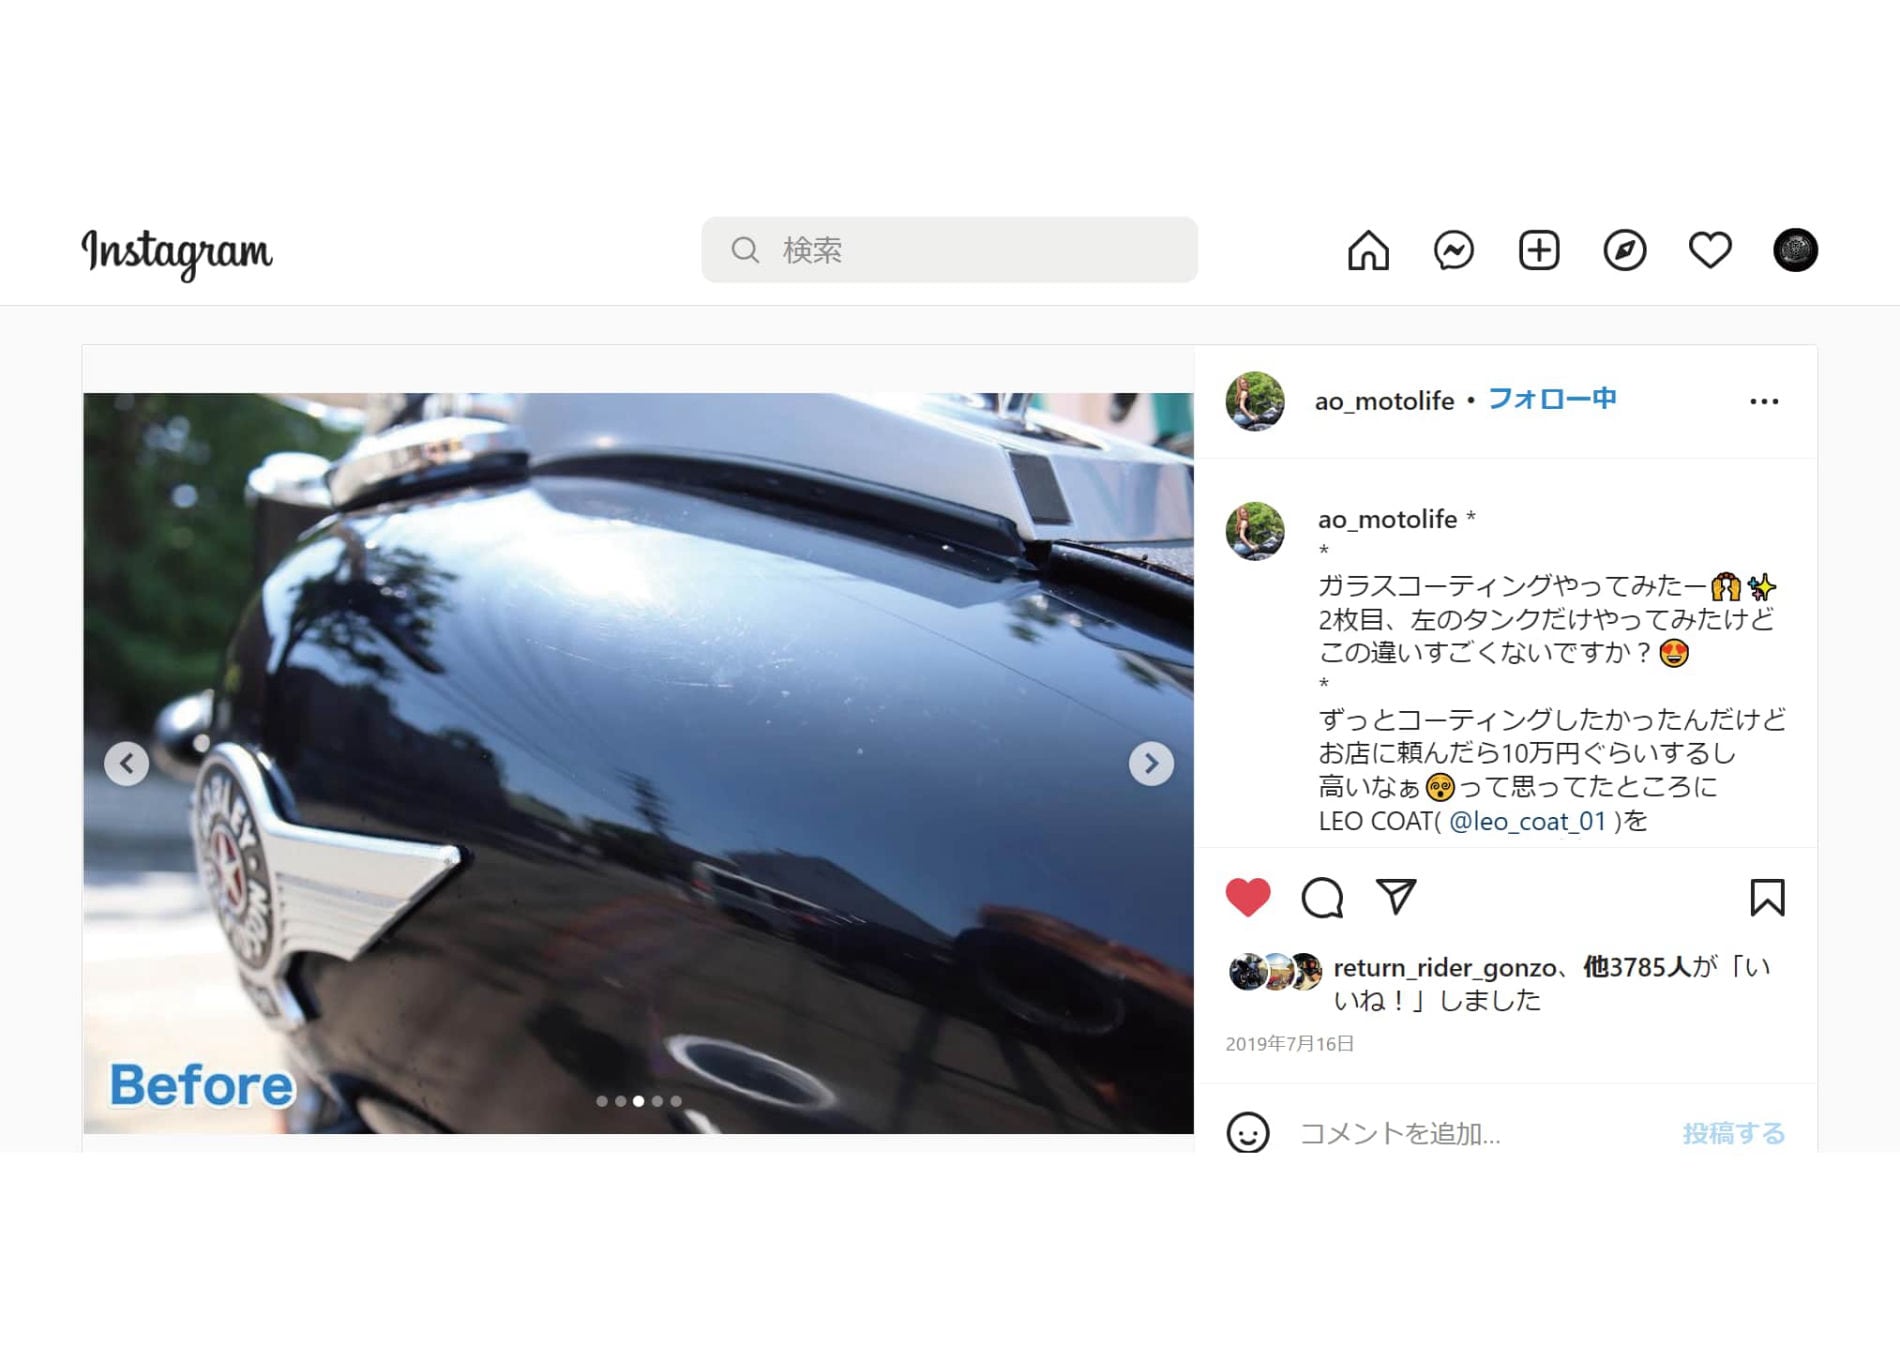 Instagram
検索
ao_motolife • フォロー中
ao_motolife *
*
ガラスコーティングやってみたー🙌✨
2枚目、左のタンクだけやってみたけど
この違いすごくないですか？😍
*
ずっとコーティングしたかったんだけど
お店に頼んだら10万円ぐらいするし
高いなぁ😵って思ってたところに
LEO COAT( @leo_coat_01 )を
return_rider_gonzo、他3785人が「い
いね！」しました
2019年7月16日
コメントを追加...
投稿する
Before